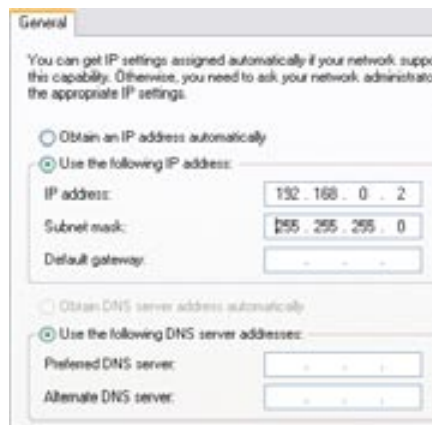 General
You can get IP settings assigned automatically if your network suppo
this capability. Otherwise, you need to ask your network administrato
the appropriate IP settings.
Obtain an IP address automatically
Use the following IP address:
IP address: 192 . 168 . 0 . 2
Subnet mask: 255 . 255 . 255 . 0
Default gateway: . . .
Obtain DNS server address automatically
Use the following DNS server addresses:
Preferred DNS server: . . .
Alternate DNS server: . . .